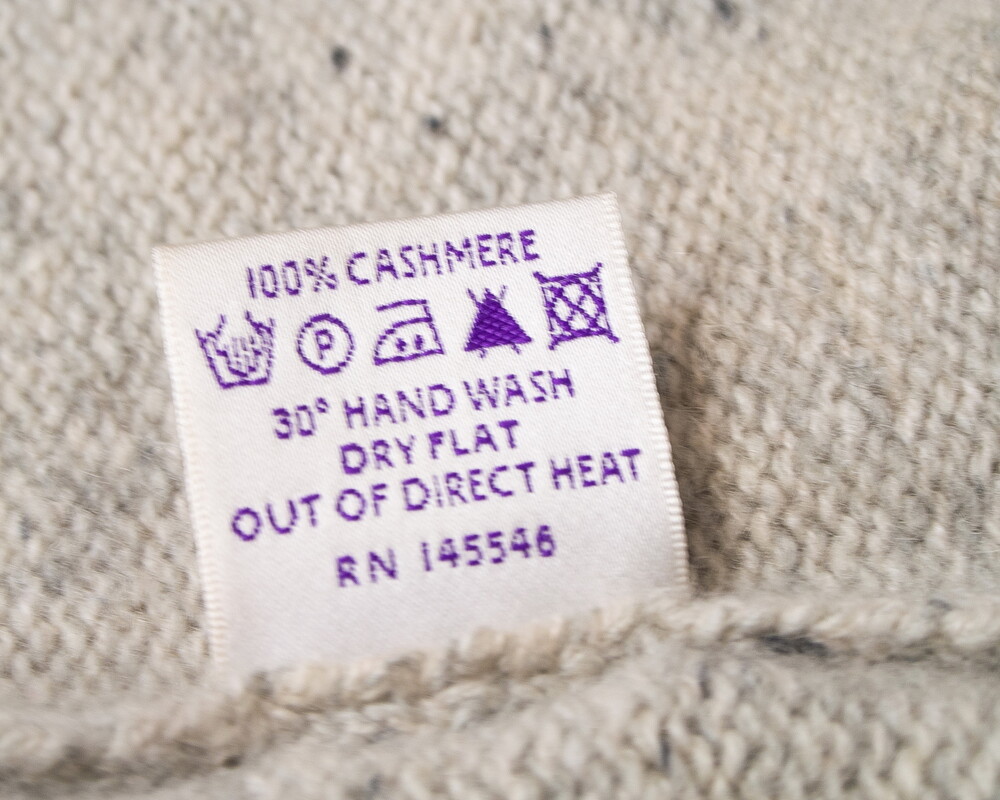 100% CASHMERE
P
30° HAND WASH
DRY FLAT
OUT OF DIRECT HEAT
RN 145546